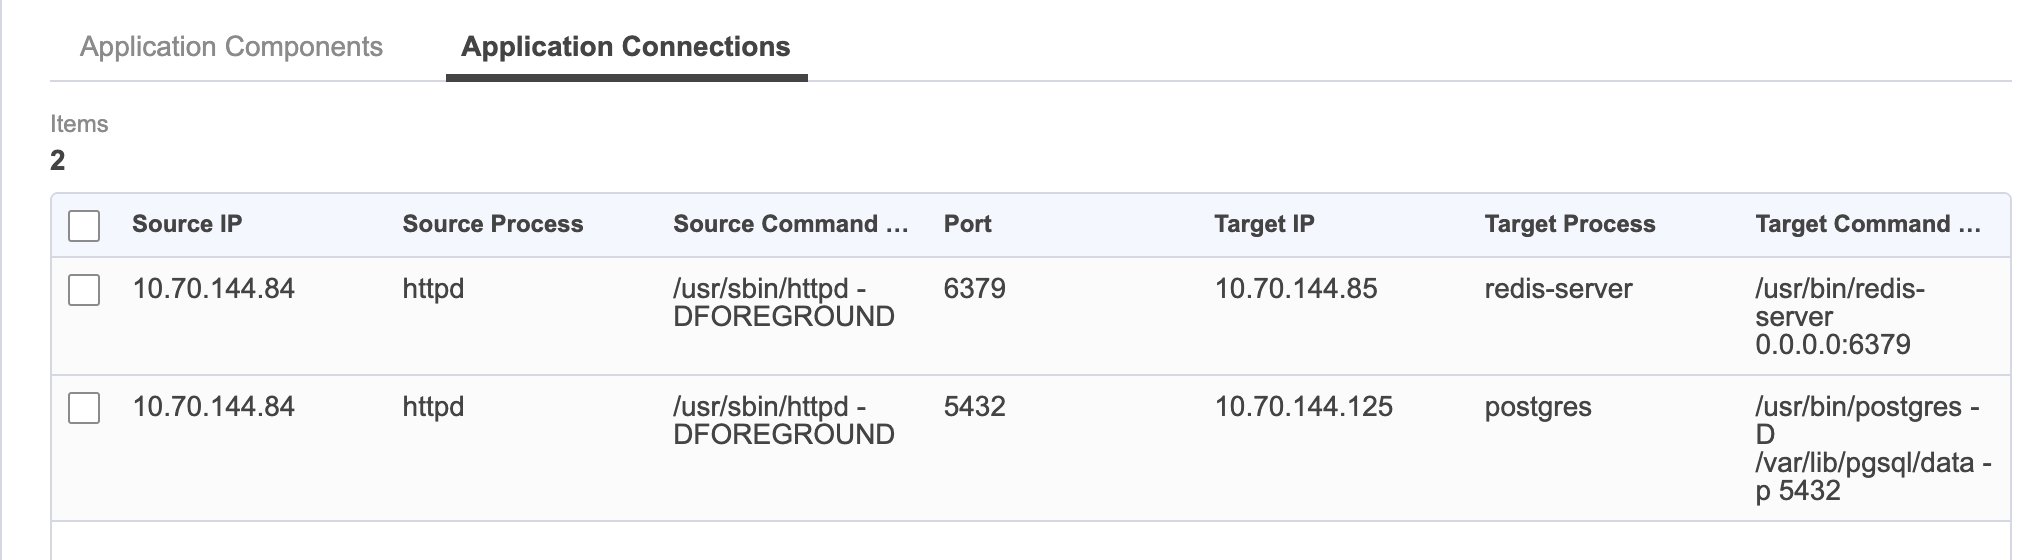 Application Components Application Connections
Items
2
Source IP Source Process Source Command ... Port Target IP Target Process Target Command ...
10.70.144.84 httpd /usr/sbin/httpd - 6379 10.70.144.85 redis-server /usr/bin/redis-
DFOREGROUND server
0.0.0.0:6379
10.70.144.84 httpd /usr/sbin/httpd - 5432 10.70.144.125 postgres /usr/bin/postgres -
DFOREGROUND D
/var/lib/pgsql/data -
p 5432